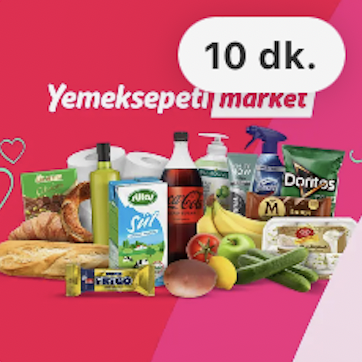 10 dk.
Yemeksepeti market
Sütaş
Süt
Coca-Cola
Doritos
M
FRIGO